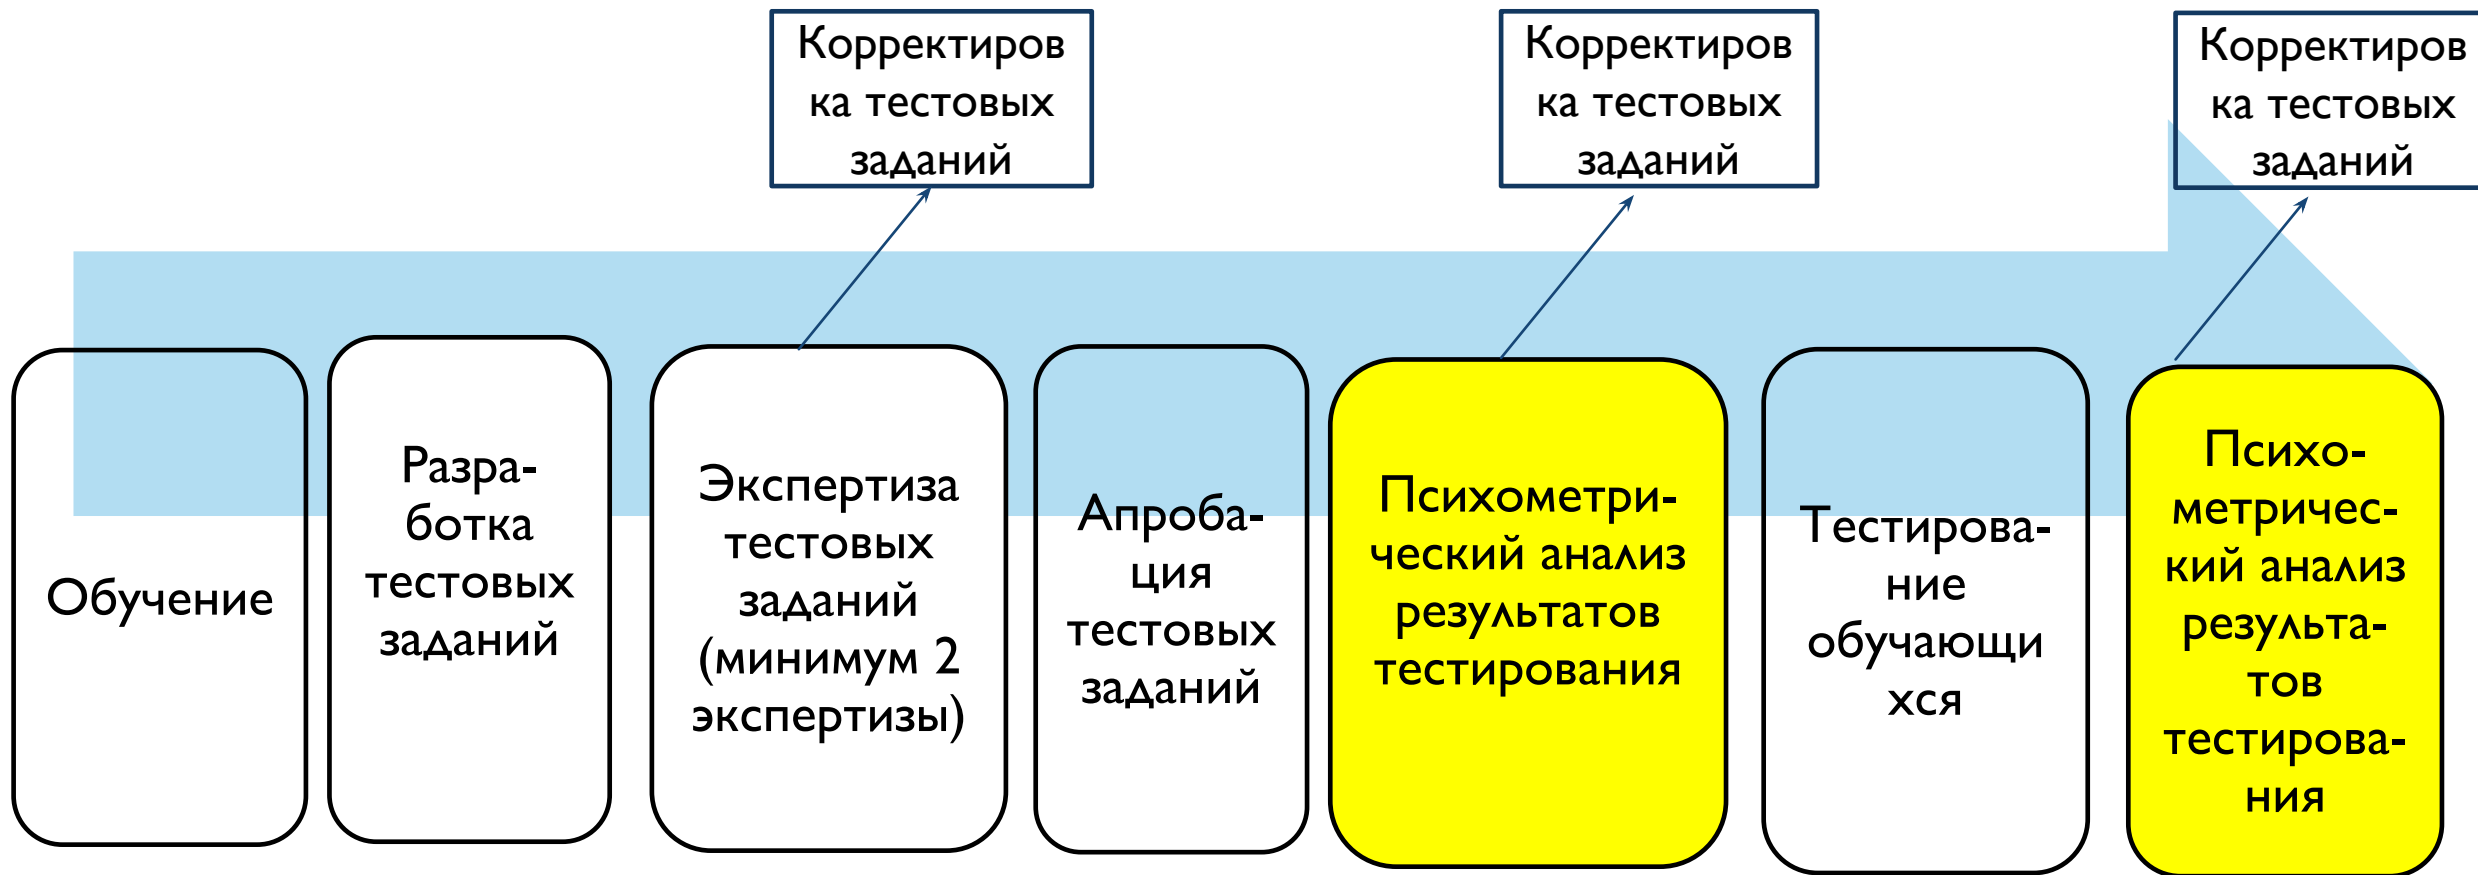 Корректиров
ка тестовых
заданий
Корректиров
ка тестовых
заданий
Корректиров
ка тестовых
заданий
Обучение
Разра-
ботка
тестовых
заданий
Экспертиза
тестовых
заданий
(минимум 2
экспертизы)
Апроба-
ция
тестовых
заданий
Психометри-
ческий анализ
результатов
тестирования
Тестирова-
ние
обучающи
хся
Психо-
метричес-
кий анализ
результа-
тов
тестирова-
ния